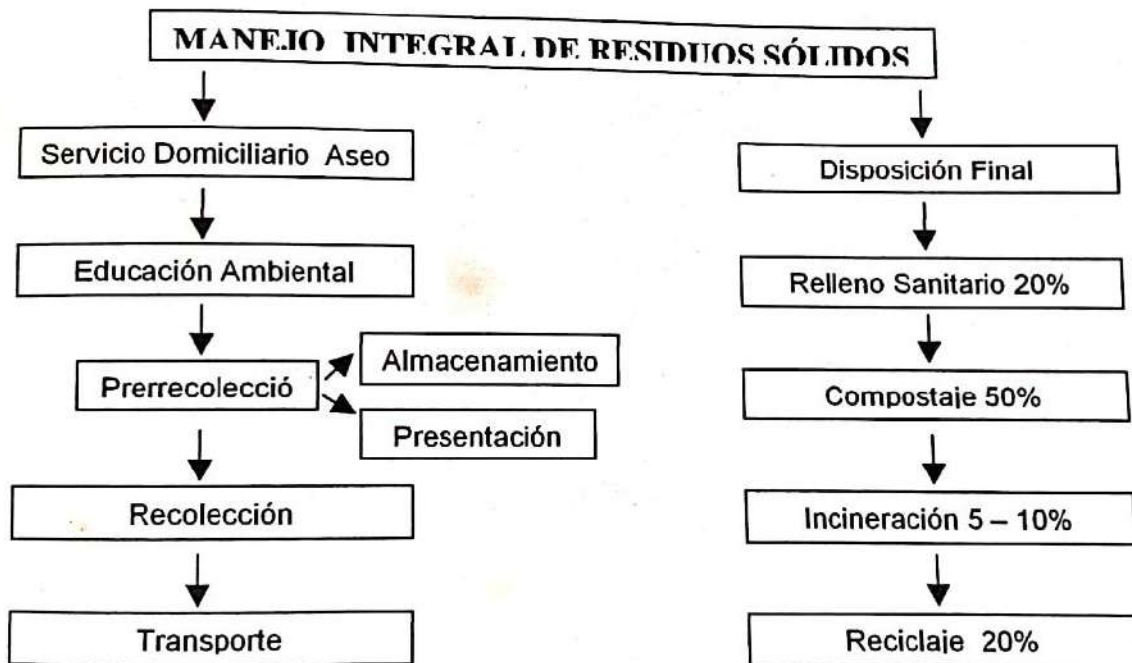 MANEJO INTEGRAL DE RESIDUOS SÓLIDOS
Servicio Domiciliario Aseo
Educación Ambiental
Prerrecolecció
Almacenamiento
Presentación
Recolección
Transporte
Disposición Final
Relleno Sanitario 20%
Compostaje 50%
Incineración 5 – 10%
Reciclaje 20%